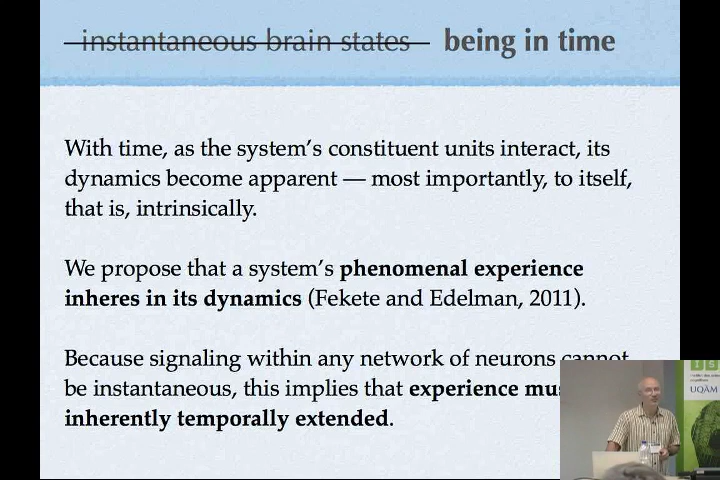 instantaneous brain states being in time
With time, as the system's constituent units interact, its
dynamics become apparent — most importantly, to itself,
that is, intrinsically.
We propose that a system's phenomenal experience
inheres in its dynamics (Fekete and Edelman, 2011).
Because signaling within any network of neurons cannot
be instantaneous, this implies that experience
inherently temporally extended.
UQÀM